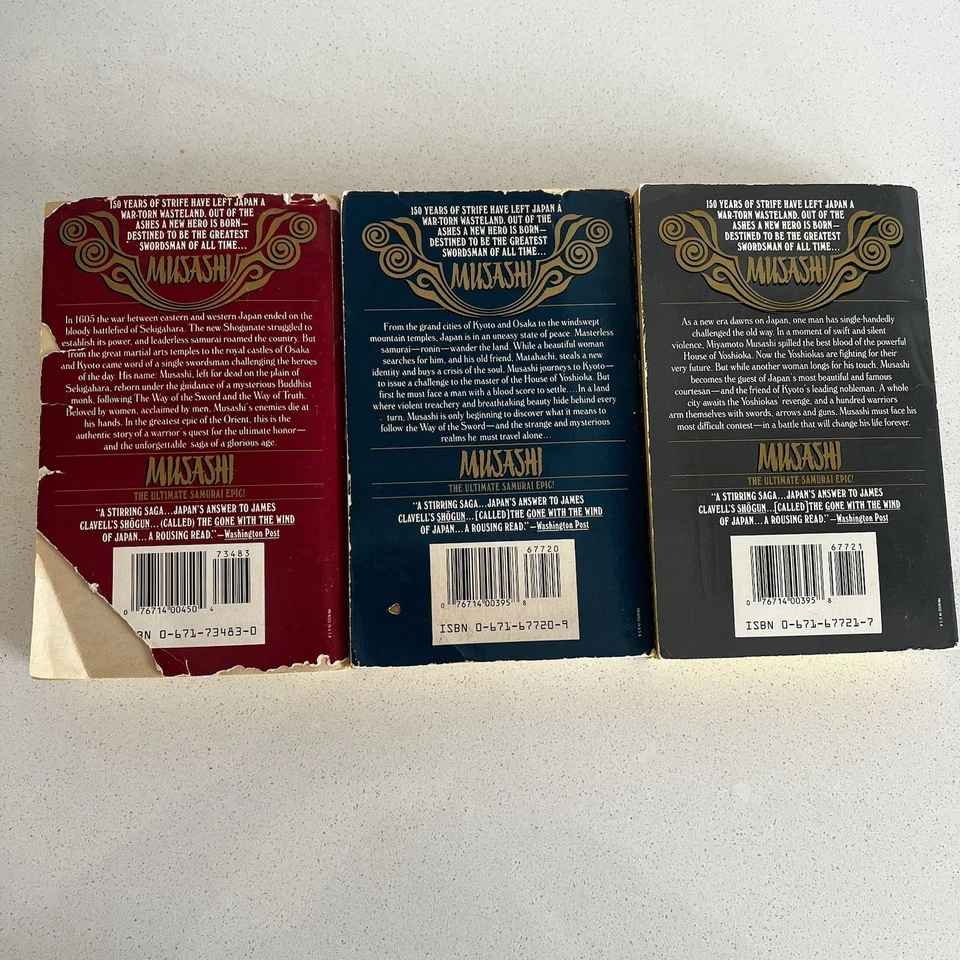 150 YEARS OF STRIFE HAVE LEFT JAPAN A
WAR-TORN WASTELAND. OUT OF THE
ASHES A NEW HERO IS BORN—
DESTINED TO BE THE GREATEST
SWORDSMAN OF ALL TIME...
MUSASHI
In 1605 the war between eastern and western Japan ended on the
bloody battlefied of Sekigahara. The new Shogunate struggled to
establish its power, and leaderless samurai roamed the country. But
from the great martial arts temples to the royal castles of Osaka
and Kyoto came word of a single swordsman challenging the heroes
of the day. His name: Musashi, left for dead on the plain of
Sekigahara, reborn under the guidance of a mysterious Buddhist
monk, following The Way of the Sword and the Way of Truth.
Beloved by women, acclaimed by men, Musashi's enemies die at
his hands. In the greatest epic of the Orient, this is the
authentic story of a warrior's quest for the ultimate honor—
and the unforgettable saga of a glorious age.
MUSASHI
THE ULTIMATE SAMURAI EPIC!
"A STIRRING SAGA...JAPAN'S ANSWER TO JAMES
CLAVELL'S SHŌGUN...(CALLED) THE GONE WITH THE WIND
OF JAPAN...A ROUSING READ."—Washington Post
73483
0 76714 00450 4
BN 0-671-73483-0
PRINTED IN U.S.A.
150 YEARS OF STRIFE HAVE LEFT JAPAN A
WAR-TORN WASTELAND. OUT OF THE
ASHES A NEW HERO IS BORN—
DESTINED TO BE THE GREATEST
SWORDSMAN OF ALL TIME...
MUSASHI
From the grand cities of Kyoto and Osaka to the windswept
mountain temples, Japan is in an uneasy state of peace. Masterless
samurai—ronin—wander the land. While a beautiful woman
searches for him, and his old friend, Matahachi, steals a new
identity and buys a crisis of the soul, Musashi journeys to Kyoto—
to issue a challenge to the master of the House of Yoshioka. But
first he must face a man with a blood score to settle...In a land
where violent treachery and breathtaking beauty hide behind every
turn, Musashi is only beginning to discover what it means to
follow the Way of the Sword—and the strange and mysterious
realms he must travel alone...
MUSASHI
THE ULTIMATE SAMURAI EPIC!
"A STIRRING SAGA...JAPAN'S ANSWER TO JAMES
CLAVELL'S SHŌGUN...[CALLED] THE GONE WITH THE WIND
OF JAPAN...A ROUSING READ."—Washington Post
67720
0 76714 00395 8
ISBN 0-671-67720-9
PRINTED IN U.S.A.
150 YEARS OF STRIFE HAVE LEFT JAPAN A
WAR-TORN WASTELAND. OUT OF THE
ASHES A NEW HERO IS BORN—
DESTINED TO BE THE GREATEST
SWORDSMAN OF ALL TIME...
MUSASHI
As a new era dawns on Japan, one man has single-handedly
challenged the old way. In a moment of swift and silent
violence, Miyamoto Musashi spilled the best blood of the powerful
House of Yoshioka. Now the Yoshiokas are fighting for their
very future. But while another woman longs for his touch, Musashi
becomes the guest of Japan's most beautiful and famous
courtesan—and the friend of Kyoto's leading nobleman. A whole
city awaits the Yoshiokas' revenge, and a hundred warriors
arm themselves with swords, arrows and guns. Musashi must face his
most difficult contest—in a battle that will change his life forever.
MUSASHI
THE ULTIMATE SAMURAI EPIC!
"A STIRRING SAGA...JAPAN'S ANSWER TO JAMES
CLAVELL'S SHŌGUN...[CALLED] THE GONE WITH THE WIND
OF JAPAN...A ROUSING READ."—Washington Post
67721
0 76714 00395 8
ISBN 0-671-67721-7
PRINTED IN U.S.A.